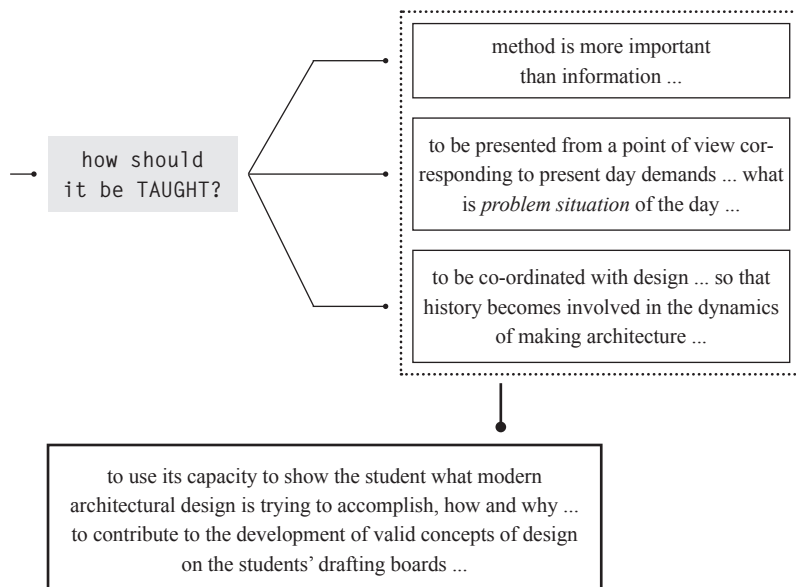 method is more important
than information ...
how should
it be TAUGHT?
to be presented from a point of view cor-
responding to present day demands ... what
is problem situation of the day ...
to be co-ordinated with design ... so that
history becomes involved in the dynamics
of making architecture ...
to use its capacity to show the student what modern
architectural design is trying to accomplish, how and why ...
to contribute to the development of valid concepts of design
on the students’ drafting boards ...